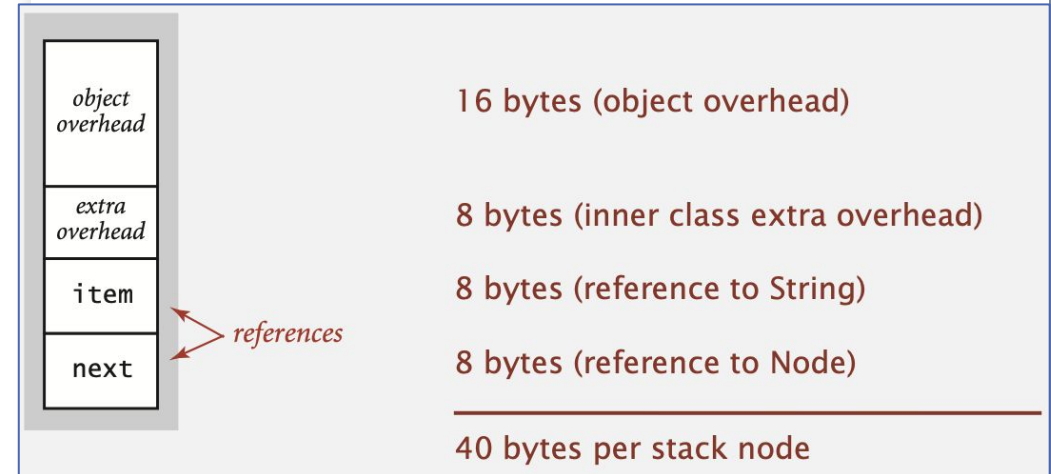 object
overhead
16 bytes (object overhead)
extra
overhead
8 bytes (inner class extra overhead)
item
8 bytes (reference to String)
references
next
8 bytes (reference to Node)
40 bytes per stack node